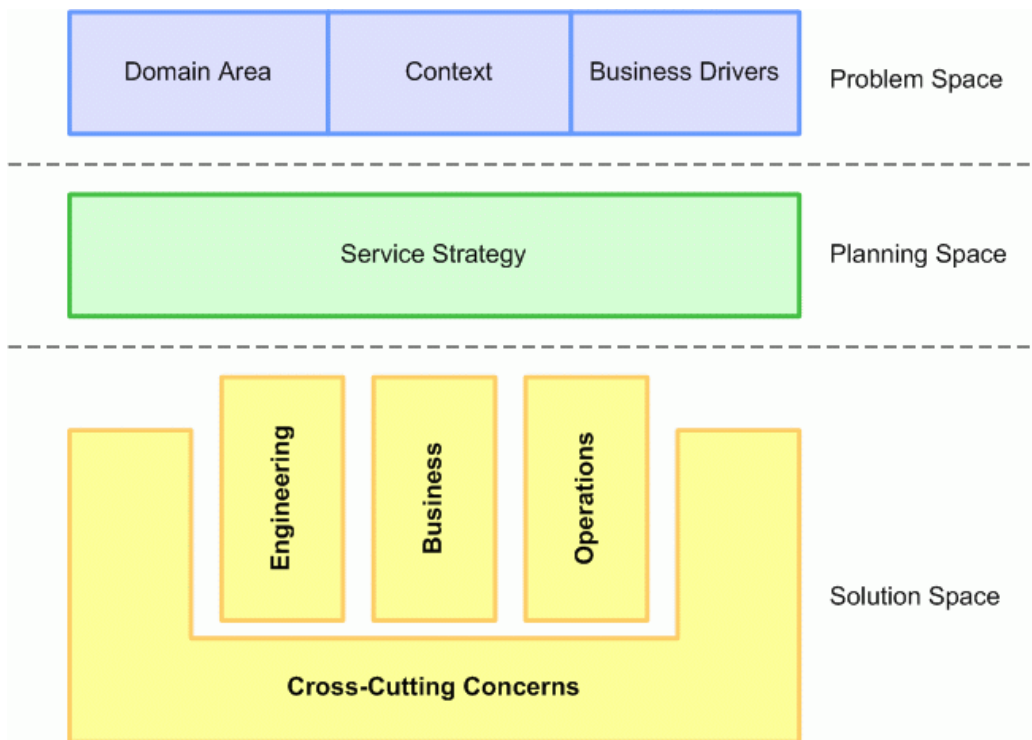 Domain Area
Context
Business Drivers
Problem Space
Service Strategy
Planning Space
Engineering
Business
Operations
Solution Space
Cross-Cutting Concerns